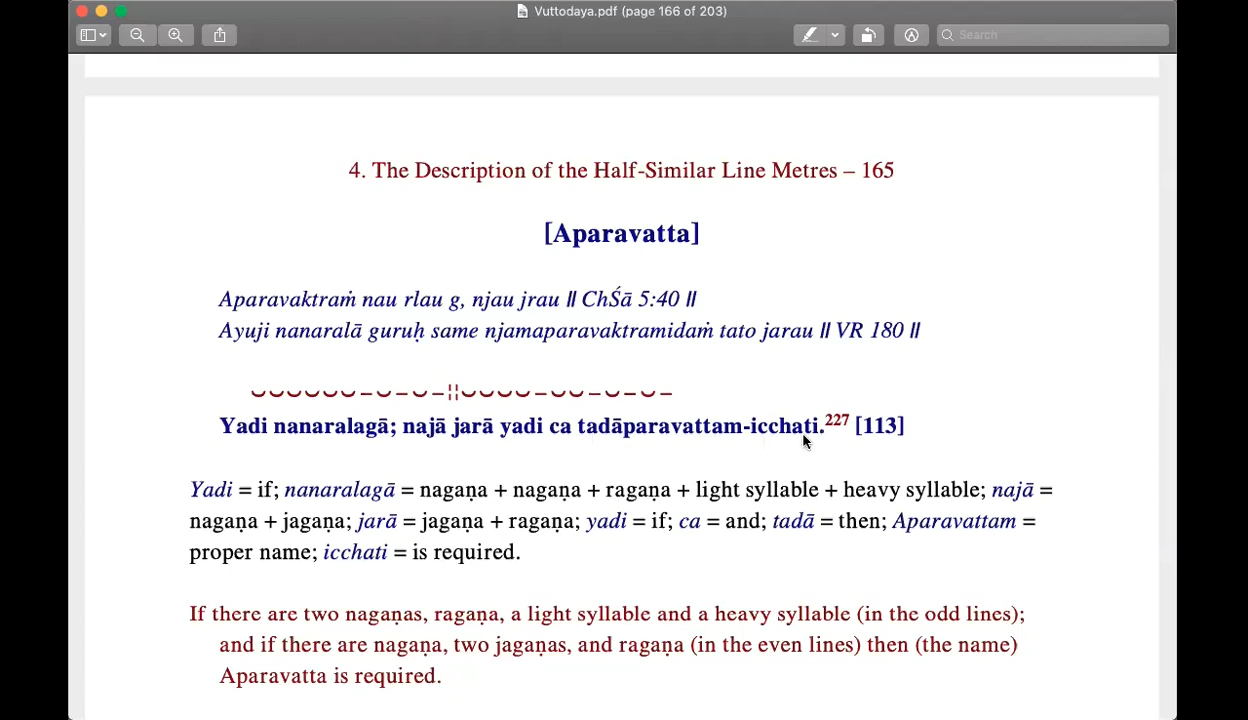 Vuttodaya.pdf (page 166 of 203)
Search
4. The Description of the Half-Similar Line Metres – 165
[Aparavatta]
Aparavaktraṁ nau rlau g, njau jrau ǁ ChŚā 5:40 ǁ
Ayuji nanaralā guruḥ same njamaparavaktramidaṁ tato jarau ǁ VR 180 ǁ
⏑⏑⏑⏑⏑⏑−⏑−⏑−¦¦⏑⏑⏑⏑−⏑⏑−⏑−⏑−
Yadi nanaralagā; najā jarā yadi ca tadāparavattam-icchati.227 [113]
Yadi = if; nanaralagā = nagaṇa + nagaṇa + ragaṇa + light syllable + heavy syllable; najā =
nagaṇa + jagaṇa; jarā = jagaṇa + ragaṇa; yadi = if; ca = and; tadā = then; Aparavattam =
proper name; icchati = is required.
If there are two nagaṇas, ragaṇa, a light syllable and a heavy syllable (in the odd lines);
and if there are nagaṇa, two jagaṇas, and ragaṇa (in the even lines) then (the name)
Aparavatta is required.